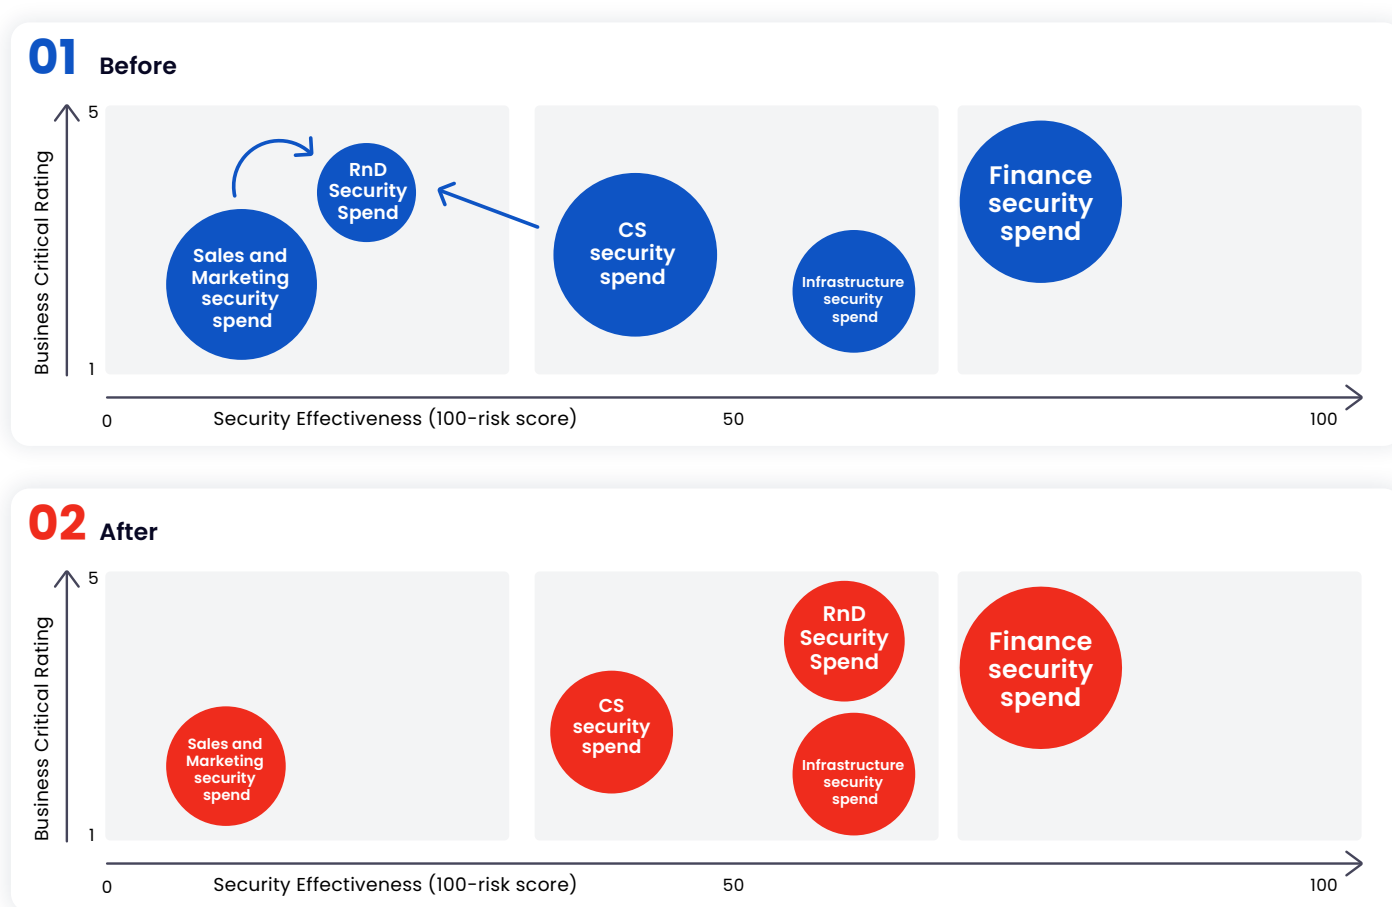 01 Before
5
Business Critical Rating
1
RnD
Security
Spend
Sales and
Marketing
security
spend
CS
security
spend
Infrastructure
security
spend
Finance
security
spend
0
Security Effectiveness (100-risk score)
50
100
02 After
5
Business Critical Rating
1
Sales and
Marketing
security
spend
CS
security
spend
RnD
Security
Spend
Infrastructure
security
spend
Finance
security
spend
0
Security Effectiveness (100-risk score)
50
100